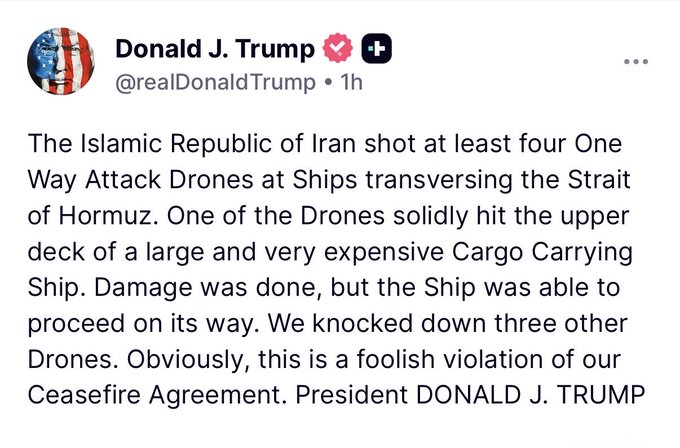 Donald J. Trump
@realDonaldTrump • 1h
The Islamic Republic of Iran shot at least four One
Way Attack Drones at Ships transversing the Strait
of Hormuz. One of the Drones solidly hit the upper
deck of a large and very expensive Cargo Carrying
Ship. Damage was done, but the Ship was able to
proceed on its way. We knocked down three other
Drones. Obviously, this is a foolish violation of our
Ceasefire Agreement. President DONALD J. TRUMP